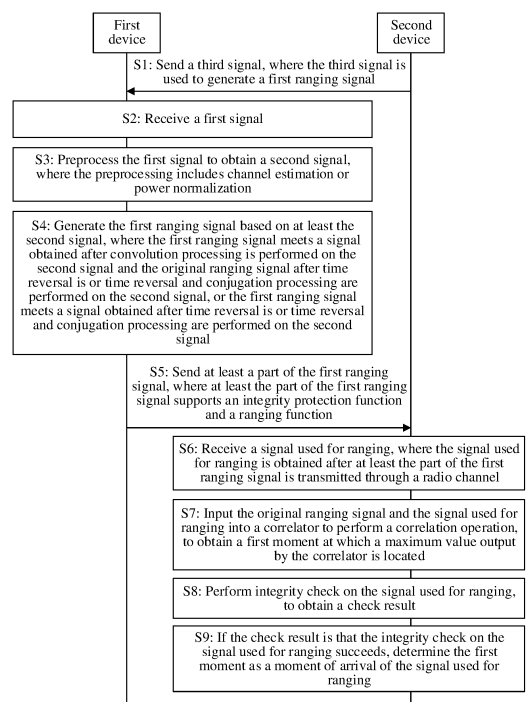 First
device
Second
device
S1: Send a third signal, where the third signal is
used to generate a first ranging signal
S2: Receive a first signal
S3: Preprocess the first signal to obtain a second signal,
where the preprocessing includes channel estimation or
power normalization
S4: Generate the first ranging signal based on at least the
second signal, where the first ranging signal meets a signal
obtained after convolution processing is performed on the
second signal and the original ranging signal after time
reversal is or time reversal and conjugation processing are
performed on the second signal, or the first ranging signal
meets a signal obtained after time reversal is or time reversal
and conjugation processing are performed on the second
signal
S5: Send at least a part of the first ranging
signal, where at least the part of the first ranging
signal supports an integrity protection function
and a ranging function
S6: Receive a signal used for ranging, where the signal used
for ranging is obtained after at least the part of the first
ranging signal is transmitted through a radio channel
S7: Input the original ranging signal and the signal used for
ranging into a correlator to perform a correlation operation,
to obtain a first moment at which a maximum value output
by the correlator is located
S8: Perform integrity check on the signal used for ranging,
to obtain a check result
S9: If the check result is that the integrity check on the
signal used for ranging succeeds, determine the first
moment as a moment of arrival of the signal used for
ranging